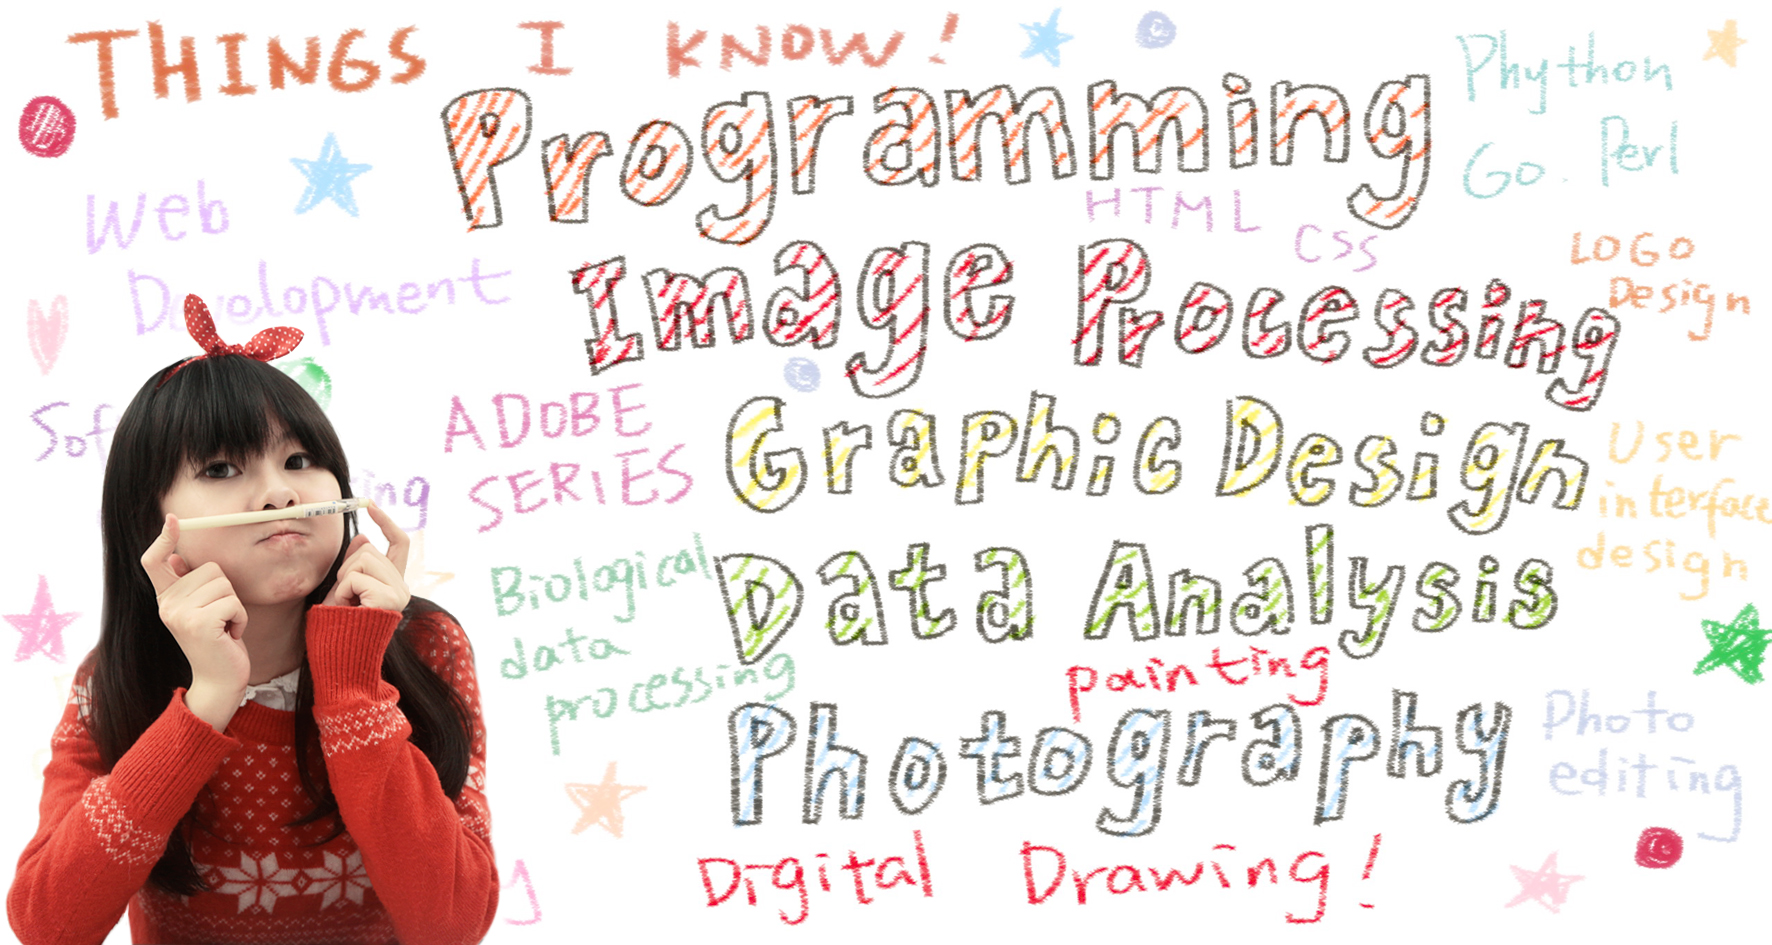 THINGS I KNOW!
Programming
Phython
Go. Perl
Web
Development
HTML
CSS
Image Processing
LOGO
Design
ADOBE
SERIES
Graphic Design
User
interface
design
Biological
data
processing
Data Analysis
painting
Photography
Photo
editing
Digital Drawing!